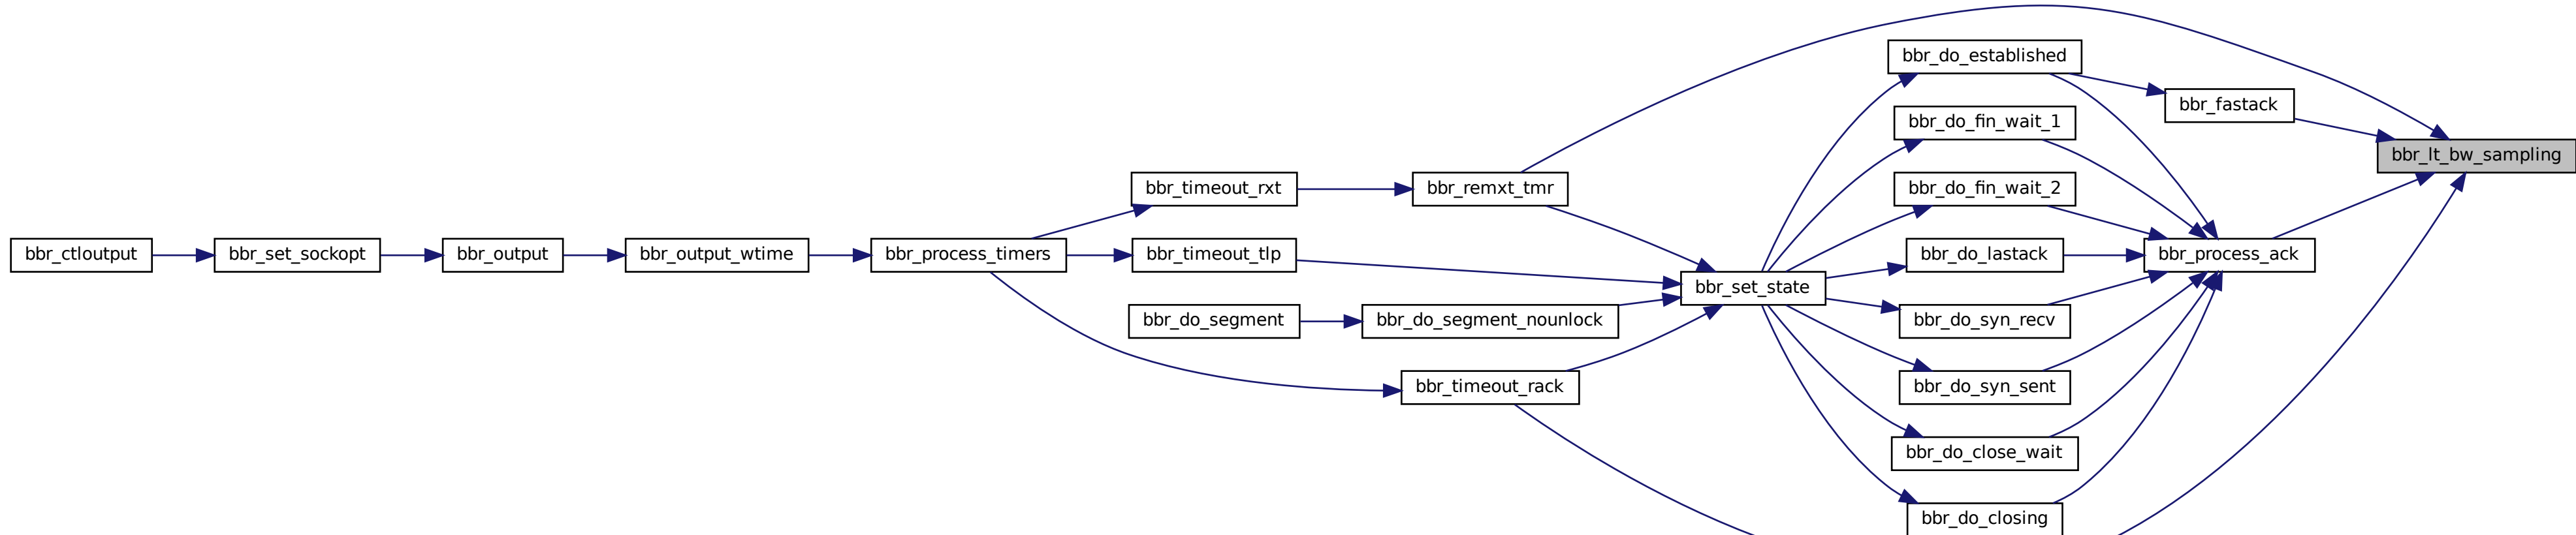 bbr_do_established
bbr_fastack
bbr_do_fin_wait_1
bbr_lt_bw_sampling
bbr_timeout_rxt
bbr_remxt_tmr
bbr_do_fin_wait_2
bbr_ctloutput
bbr_set_sockopt
bbr_output
bbr_output_wtime
bbr_process_timers
bbr_timeout_tlp
bbr_do_lastack
bbr_process_ack
bbr_set_state
bbr_do_segment
bbr_do_segment_nounlock
bbr_do_syn_recv
bbr_timeout_rack
bbr_do_syn_sent
bbr_do_close_wait
bbr_do_closing